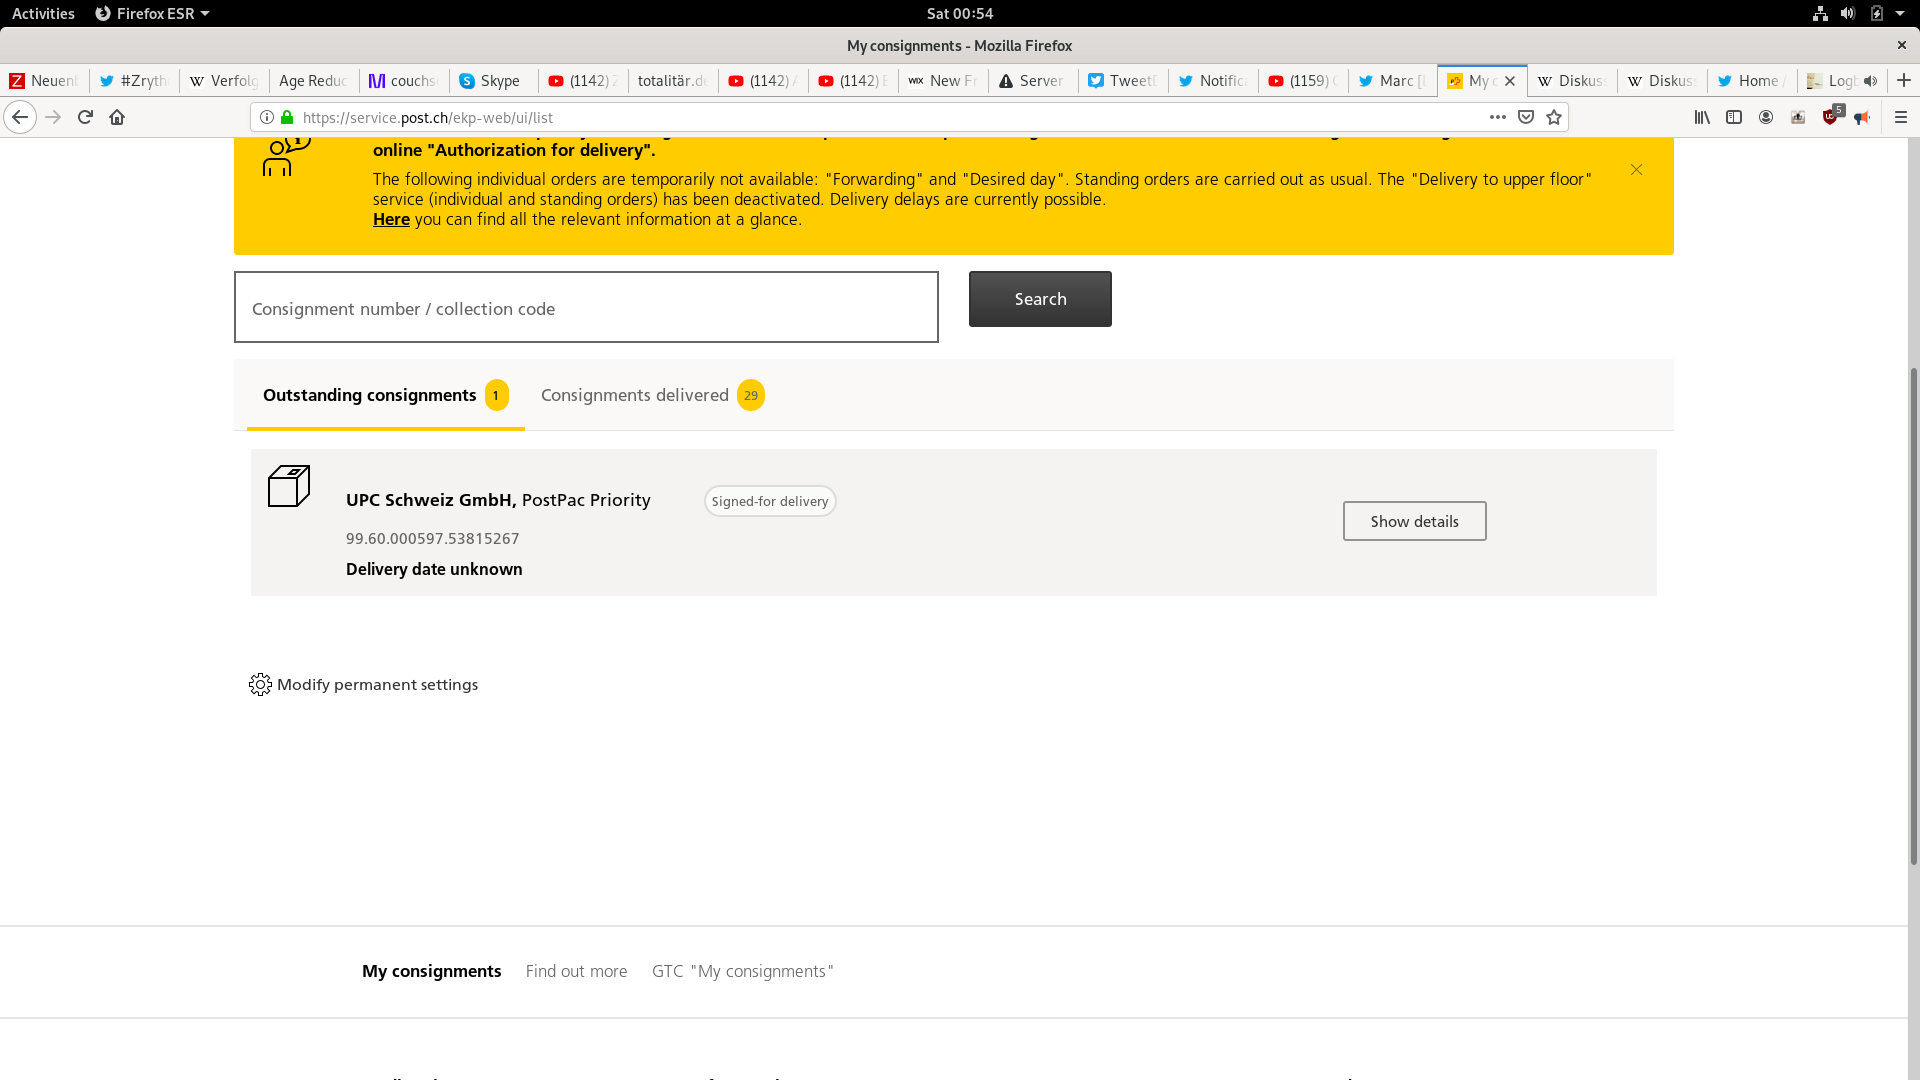 Activities
Firefox ESR
Sat 00:54
My consignments - Mozilla Firefox
Neuen
#Zryth
Verfolg
Age Reduc
couchs
Skype
(1142)
totalitär.de
(1142)
(1142)
New Fr
Server
Tweet
Notific
(1159)
Marc
My c
Diskus
Diskus
Home /
Log
https://service.post.ch/ekp-web/ui/list
5
online "Authorization for delivery".
The following individual orders are temporarily not available: "Forwarding" and "Desired day". Standing orders are carried out as usual. The "Delivery to upper floor"
service (individual and standing orders) has been deactivated. Delivery delays are currently possible.
Here you can find all the relevant information at a glance.
Consignment number / collection code
Search
Outstanding consignments 1
Consignments delivered 29
UPC Schweiz GmbH, PostPac Priority
Signed-for delivery
99.60.000597.53815267
Delivery date unknown
Show details
Modify permanent settings
My consignments
Find out more
GTC "My consignments"